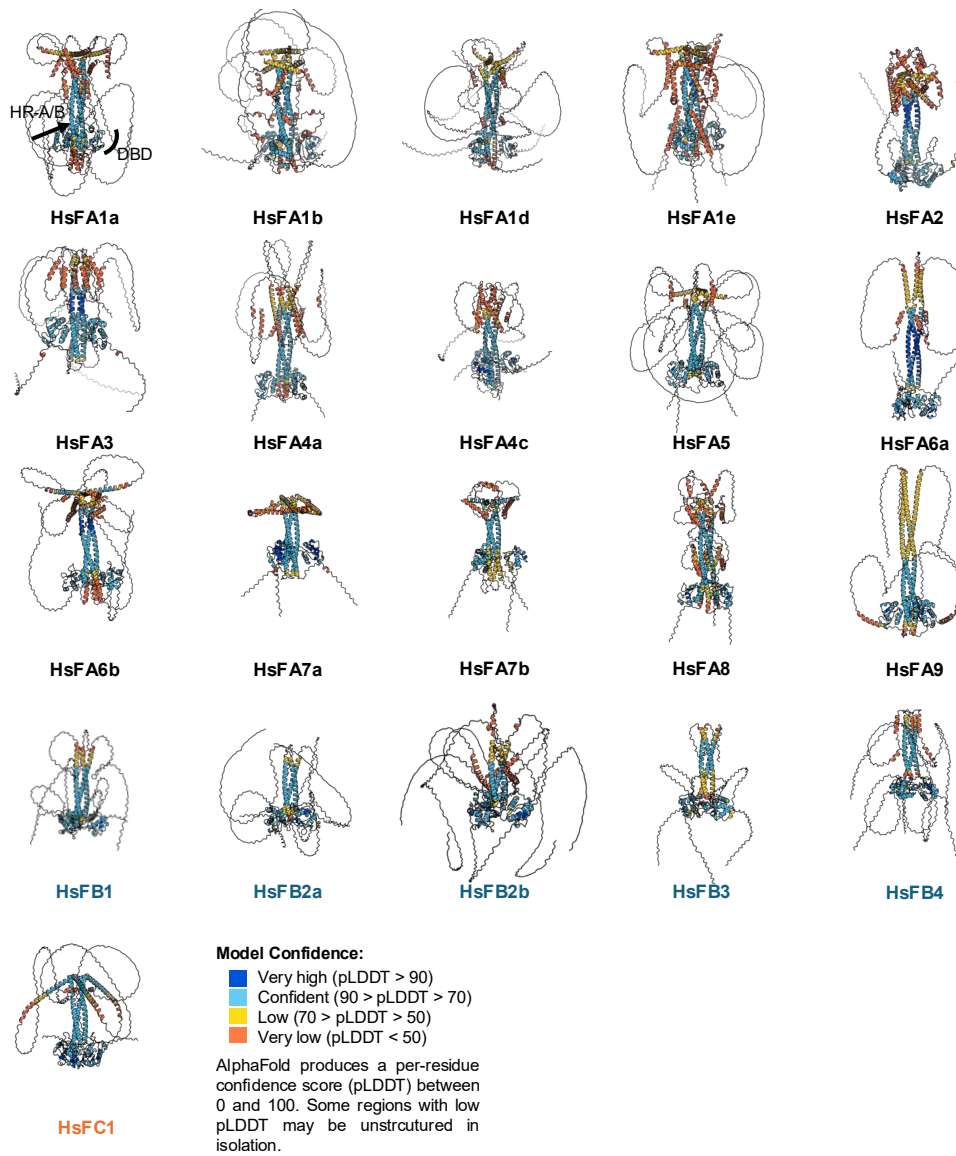 HR-A/B
DBD
HsFA1a
HsFA1b
HsFA1d
HsFA1e
HsFA2
HsFA3
HsFA4a
HsFA4c
HsFA5
HsFA6a
HsFA6b
HsFA7a
HsFA7b
HsFA8
HsFA9
HsFB1
HsFB2a
HsFB2b
HsFB3
HsFB4
HsFC1
Model Confidence:
Very high (pLDDT > 90)
Confident (90 > pLDDT > 70)
Low (70 > pLDDT > 50)
Very low (pLDDT < 50)
AlphaFold produces a per-residue
confidence score (pLDDT) between
0 and 100. Some regions with low
pLDDT may be unstrcutured in
isolation.